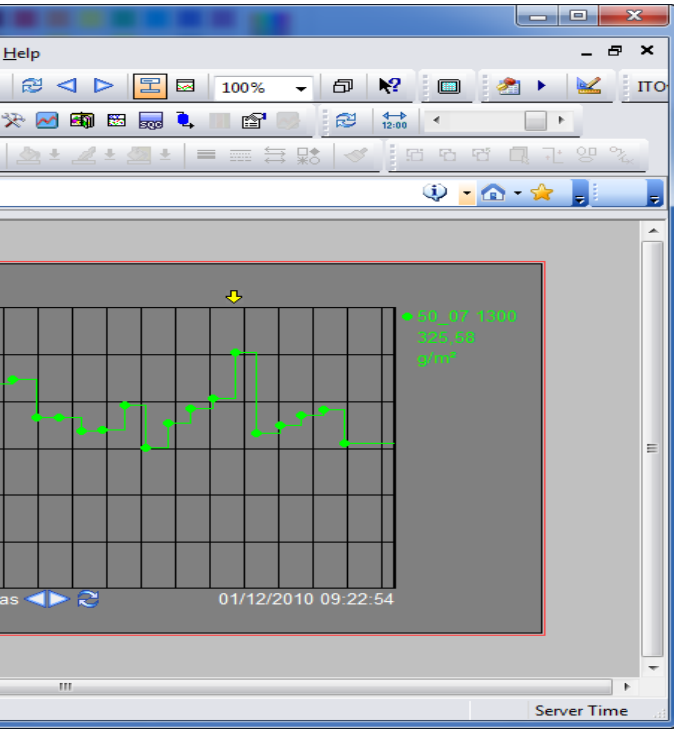 Help
100%
ITO
SQC
12:00
50_07 1300
325,58
g/m²
as
01/12/2010 09:22:54
Server Time